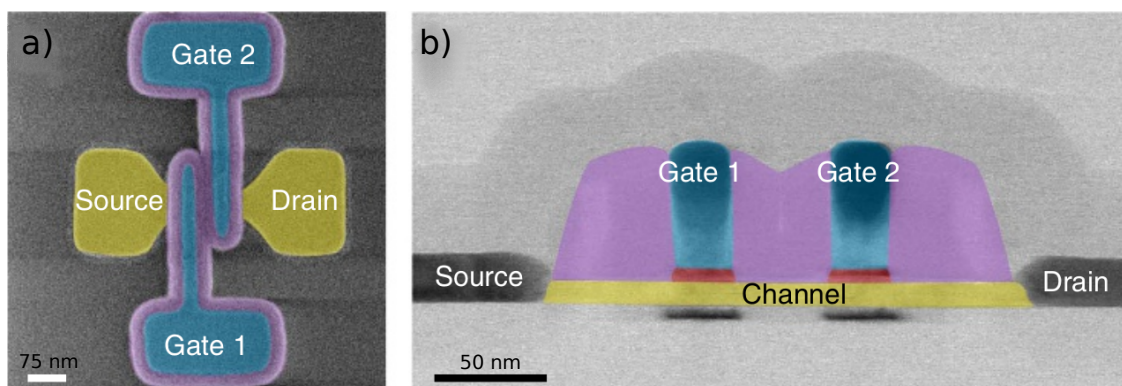 a)
Gate 2
Source
Drain
Gate 1
75 nm
b)
Gate 1
Gate 2
Source
Channel
Drain
50 nm